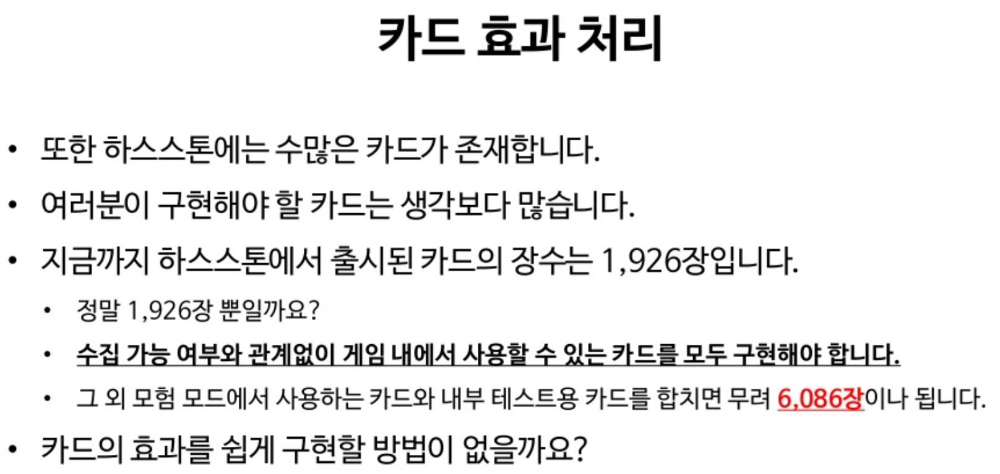 카드 효과 처리
• 또한 하스스톤에는 수많은 카드가 존재합니다.
• 여러분이 구현해야 할 카드는 생각보다 많습니다.
• 지금까지 하스스톤에서 출시된 카드의 장수는 1,926장입니다.
• 정말 1,926장 뿐일까요?
• 수집 가능 여부와 관계없이 게임 내에서 사용할 수 있는 카드를 모두 구현해야 합니다.
• 그 외 모험 모드에서 사용하는 카드와 내부 테스트용 카드를 합치면 무려 6,086장이나 됩니다.
• 카드의 효과를 쉽게 구현할 방법이 없을까요?